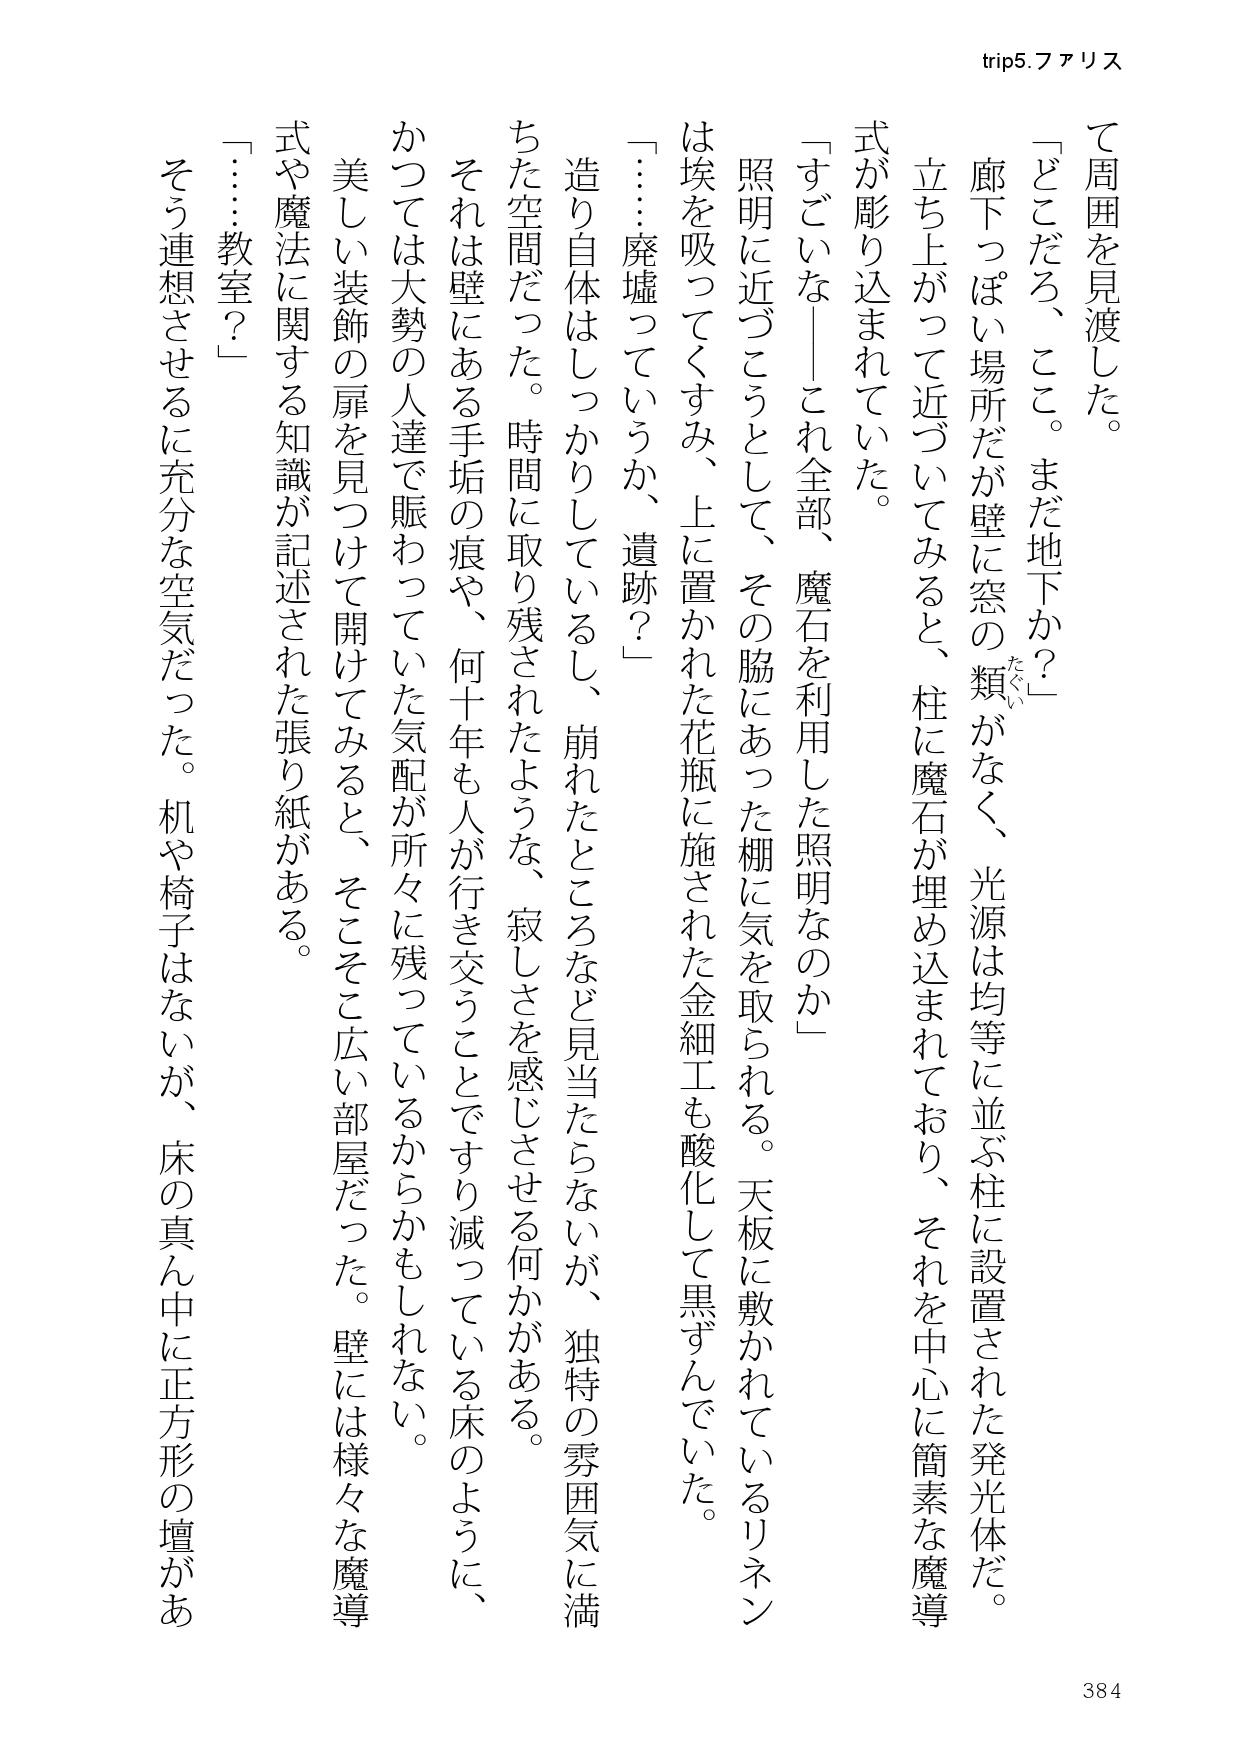 trip5.ファリス
て周囲を見渡した。
「どこだろ、ここ。まだ地下か？」
廊下っぽい場所だが壁に窓の類がなく、光源は均等に並ぶ柱に設置された発光体だ。
たぐい
立ち上がって近づいてみると、柱に魔石が埋め込まれており、それを中心に簡素な魔導
式が彫り込まれていた。
「すごいな――これ全部、魔石を利用した照明なのか」
照明に近づこうとして、その脇にあった棚に気を取られる。天板に敷かれているリネン
は埃を吸ってくすみ、上に置かれた花瓶に施された金細工も酸化して黒ずんでいた。
「……廃墟っていうか、遺跡？」
造り自体はしっかりしているし、崩れたところなど見当たらないが、独特の雰囲気に満
ちた空間だった。時間に取り残されたような、寂しさを感じさせる何かがある。
それは壁にある手垢の痕や、何十年も人が行き交うことですり減っている床のように、
かつては大勢の人達で賑わっていた気配が所々に残っているからかもしれない。
美しい装飾の扉を見つけて開けてみると、そこそこ広い部屋だった。壁には様々な魔導
式や魔法に関する知識が記述された張り紙がある。
「……教室？」
そう連想させるに充分な空気だった。机や椅子はないが、床の真ん中に正方形の壇があ
384